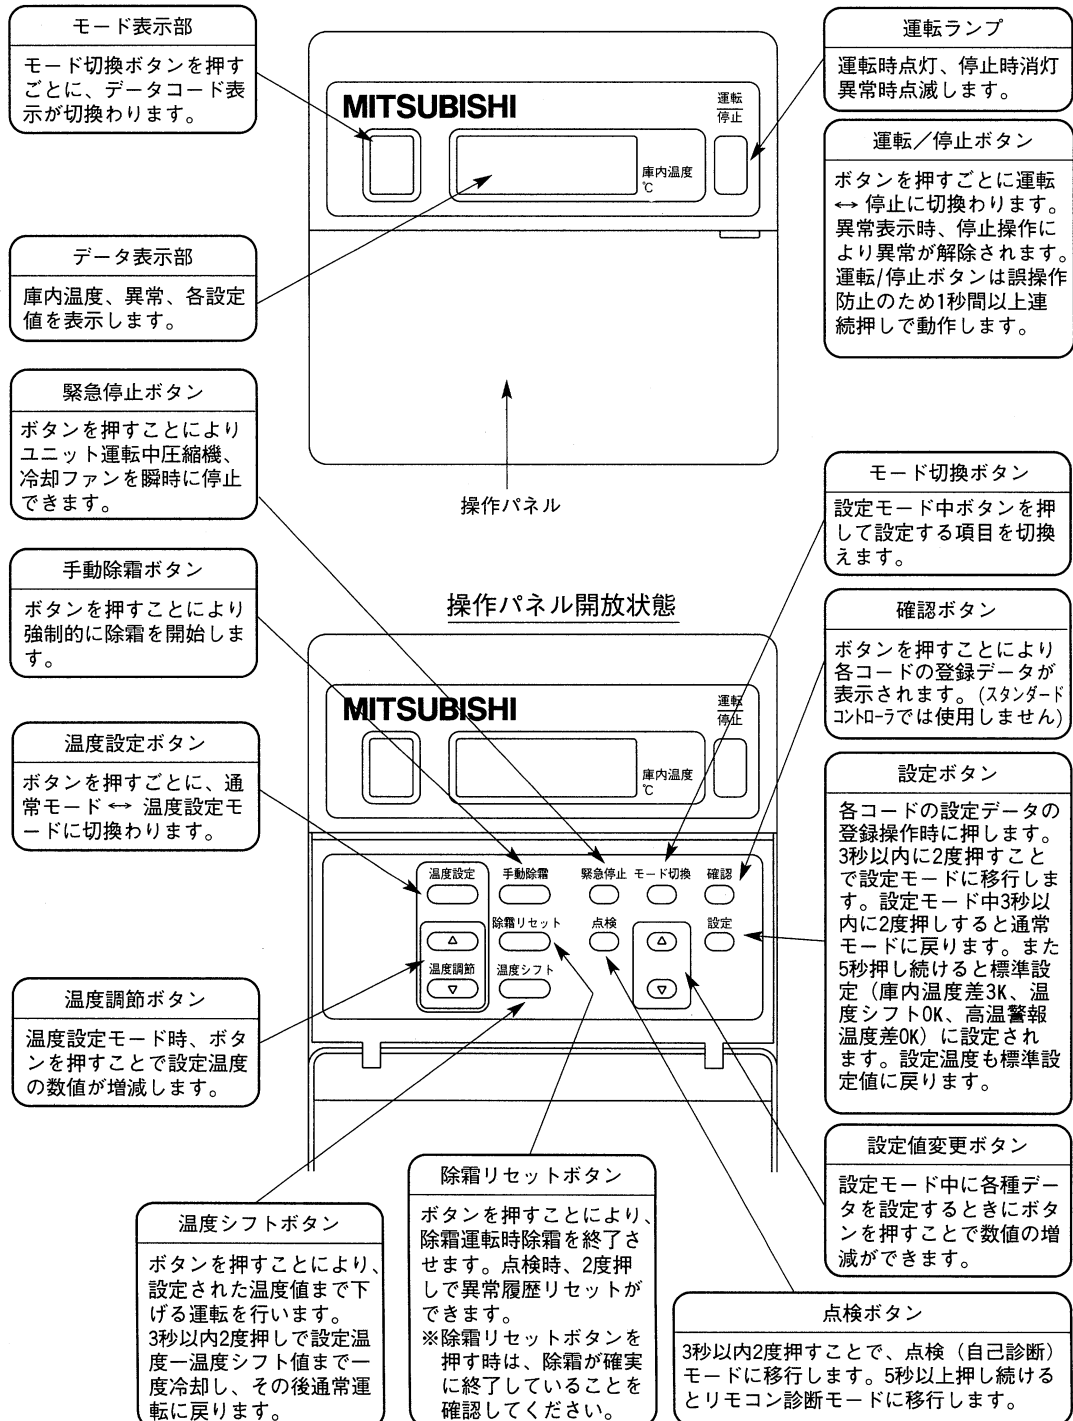 モード表示部
モード切換ボタンを押す
ごとに、データコード表
示が切換わります。
データ表示部
庫内温度、異常、各設定
値を表示します。
緊急停止ボタン
ボタンを押すことにより
ユニット運転中圧縮機、
冷却ファンを瞬時に停止
できます。
手動除霜ボタン
ボタンを押すことにより
強制的に除霜を開始しま
す。
温度設定ボタン
ボタンを押すごとに、通
常モード ↔ 温度設定モ
ードに切換わります。
温度調節ボタン
温度設定モード時、ボタ
ンを押すことで設定温度
の数値が増減します。
MITSUBISHI
運転
停止
庫内温度
℃
操作パネル
操作パネル開放状態
MITSUBISHI
運転
停止
庫内温度
℃
温度設定
手動除霜
緊急停止
モード切換
確認
除霜リセット
点検
設定
△
△
温度調節
温度シフト
▽
▽
運転ランプ
運転時点灯、停止時消灯
異常時点滅します。
運転／停止ボタン
ボタンを押すごとに運転
↔ 停止に切換わります。
異常表示時、停止操作に
より異常が解除されます。
運転/停止ボタンは誤操作
防止のため1秒間以上連
続押しで動作します。
モード切換ボタン
設定モード中ボタンを押
して設定する項目を切換
えます。
確認ボタン
ボタンを押すことにより
各コードの登録データが
表示されます。(スタンダード
コントローラでは使用しません)
設定ボタン
各コードの設定データの
登録操作時に押します。
3秒以内に2度押すこと
で設定モードに移行しま
す。設定モード中3秒以
内に2度押しすると通常
モードに戻ります。また
5秒押し続けると標準設
定（庫内温度差3K、温
度シフト0K、高温警報
温度差0K）に設定され
ます。設定温度も標準設
定値に戻ります。
設定値変更ボタン
設定モード中に各種デー
タを設定するときにボタ
ンを押すことで数値の増
減ができます。
温度シフトボタン
ボタンを押すことにより、
設定された温度値まで下
げる運転を行います。
3秒以内2度押しで設定温
度ー温度シフト値まで一
度冷却し、その後通常運
転に戻ります。
除霜リセットボタン
ボタンを押すことにより、
除霜運転時除霜を終了さ
せます。点検時、2度押
しで異常履歴リセットが
できます。
※除霜リセットボタンを
押す時は、除霜が確実
に終了していることを
確認してください。
点検ボタン
3秒以内2度押すことで、点検（自己診断）
モードに移行します。5秒以上押し続ける
とリモコン診断モードに移行します。